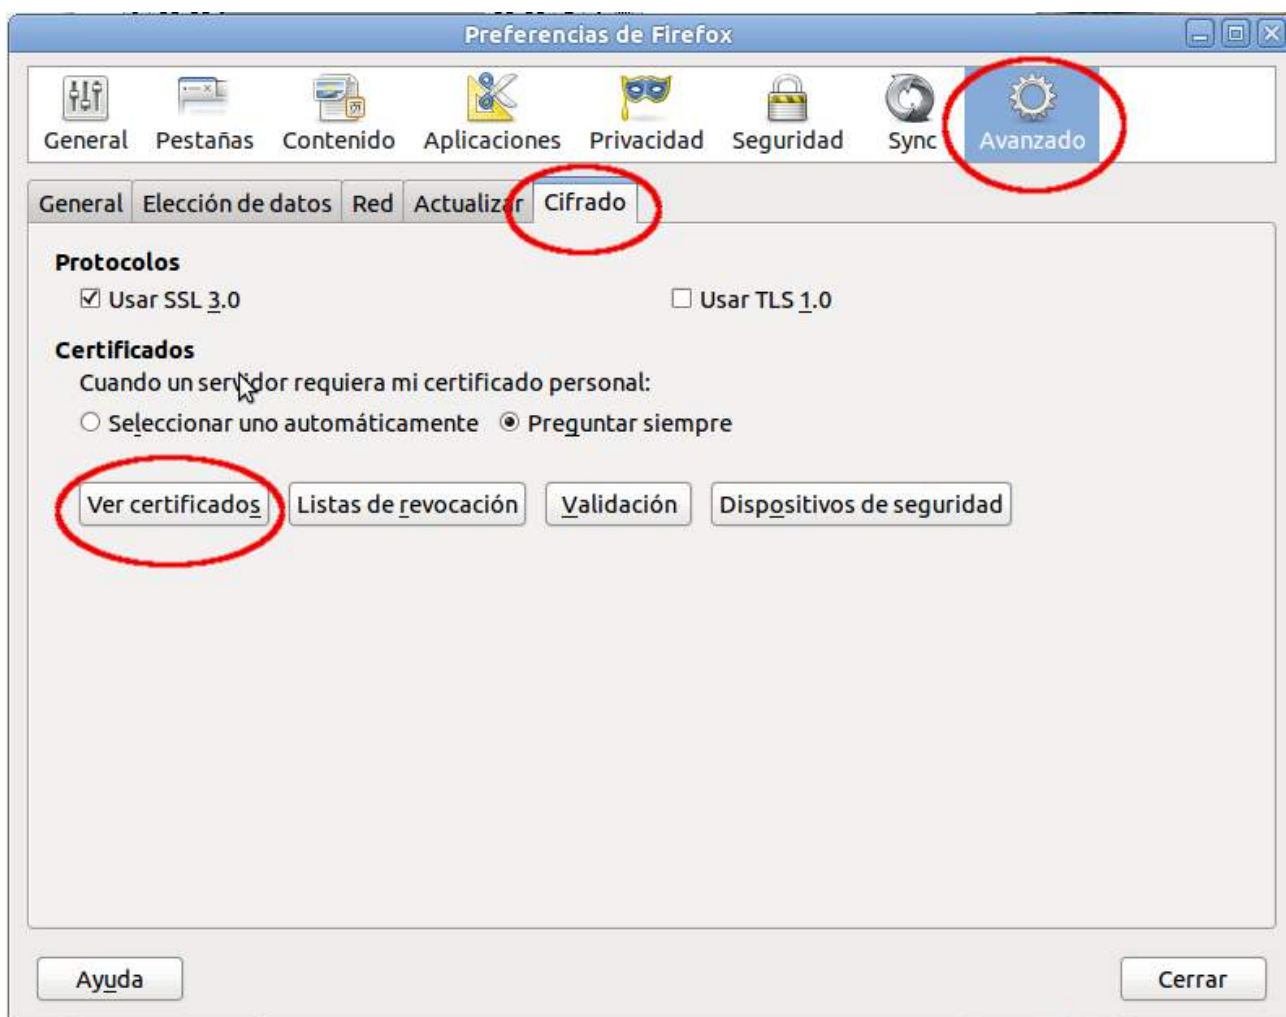 Preferencias de Firefox
General Pestañas Contenido Aplicaciones Privacidad Seguridad Sync Avanzado
General Elección de datos Red Actualizar Cifrado
Protocolos
Usar SSL 3.0 Usar TLS 1.0
Certificados
Cuando un servidor requiera mi certificado personal:
Seleccionar uno automáticamente Preguntar siempre
Ver certificados Listas de revocación Validación Dispositivos de seguridad
Ayuda Cerrar